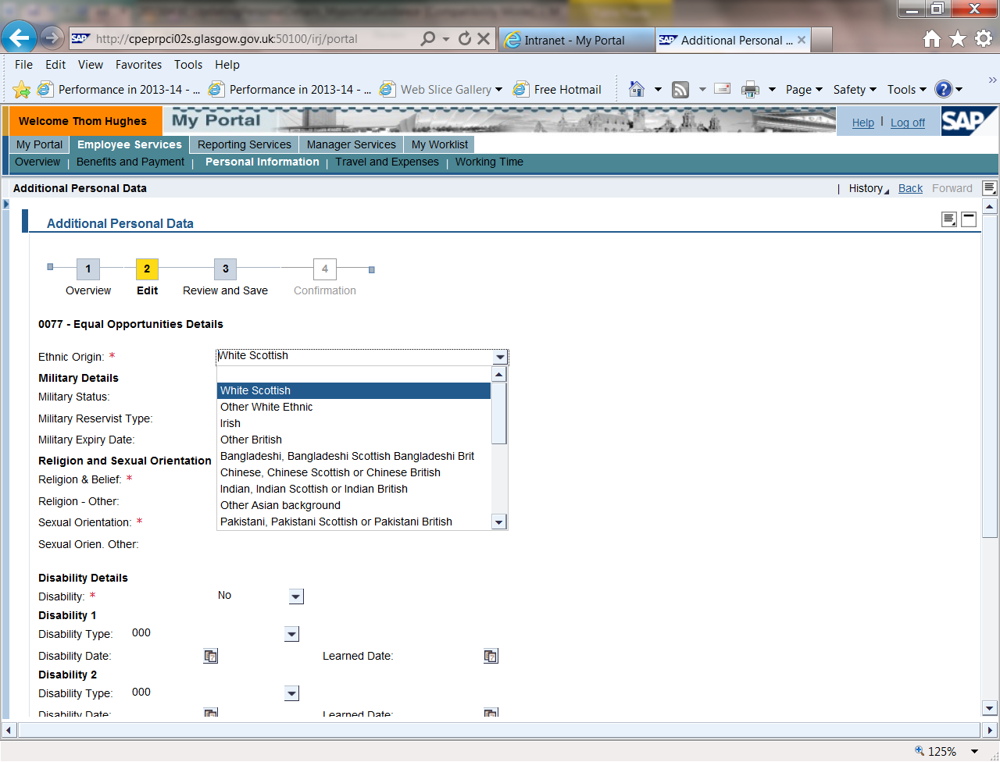 SAP http://cpeprpci02s.glasgow.gov.uk:50100/irj/portal
Intranet - My Portal
SAP Additional Personal ...
File Edit View Favorites Tools Help
Performance in 2013-14 - ... Performance in 2013-14 - ... Web Slice Gallery Free Hotmail Page Safety Tools
Welcome Thom Hughes My Portal Help Log off SAP
My Portal Employee Services Reporting Services Manager Services My Worklist
Overview Benefits and Payment Personal Information Travel and Expenses Working Time
Additional Personal Data History Back Forward
Additional Personal Data
1 2 3 4
Overview Edit Review and Save Confirmation
0077 - Equal Opportunities Details
Ethnic Origin: * White Scottish
Military Details
White Scottish
Military Status: Other White Ethnic
Military Reservist Type: Irish
Military Expiry Date: Other British
Religion and Sexual Orientation Bangladeshi, Bangladeshi Scottish Bangladeshi Brit
Religion & Belief: * Chinese, Chinese Scottish or Chinese British
Indian, Indian Scottish or Indian British
Religion - Other: Other Asian background
Sexual Orientation: * Pakistani, Pakistani Scottish or Pakistani British
Sexual Orien. Other:
Disability Details
Disability: * No
Disability 1
Disability Type: 000
Disability Date: Learned Date:
Disability 2
Disability Type: 000
Disability Date: Learned Date:
125%